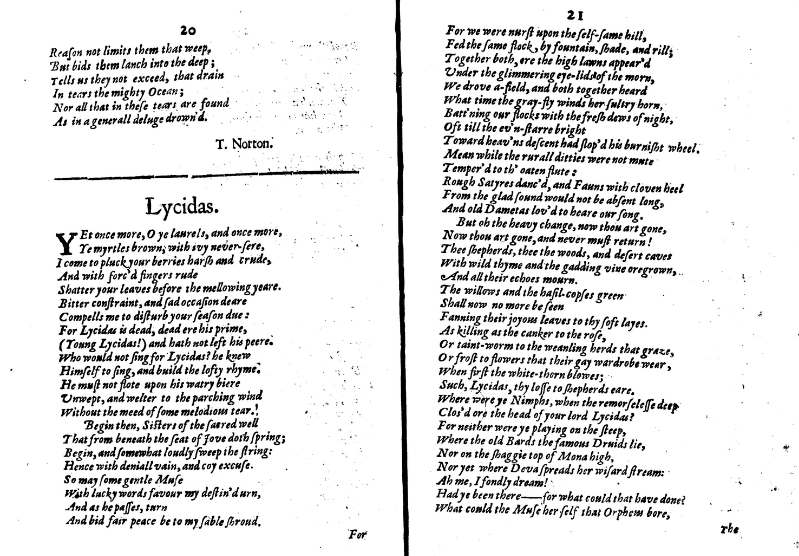 20
Reaſon not limits them that weep,
But bids them lanch into the deep;
Tells us they not exceed, that drain
In tears the mighty Ocean;
Nor all that in theſe tears are found
As in a generall deluge drown'd.
T. Norton.
Lycidas.
YEt once more, O ye laurels, and once more,
Ye myrtles brown, with ivy never-ſere,
I come to pluck your berries harſh and crude,
And with forc'd fingers rude
Shatter your leaves before the mellowing yeare.
Bitter conſtraint, and ſad occaſion deare
Compells me to diſturb your ſeaſon due:
For Lycidas is dead, dead ere his prime,
(Young Lycidas!) and hath not left his peere.
Who would not ſing for Lycidas? he knew
Himſelf to ſing, and build the lofty rhyme.
He muſt not flote upon his watry biere
Unwept, and welter to the parching wind
Without the meed of ſome melodious tear.
Begin then, Siſters of the ſacred well
That from beneath the ſeat of Jove doth ſpring;
Begin, and ſomewhat loudly ſweep the ſtring:
Hence with deniall vain, and coy excuſe.
So may ſome gentle Muſe
With lucky words favour my deſtin'd urn,
And as he paſſes, turn
And bid fair peace be to my ſable ſhroud.
For
21
For we were nurſt upon the ſelf-ſame hill,
Fed the ſame flock, by fountain, ſhade, and rill;
Together both, ere the high lawns appear'd
Under the glimmering eye-lids of the morn,
We drove a-field, and both together heard
What time the gray-fly winds her ſultry horn,
Batt'ning our flocks with the freſh dews of night,
Oft till the ev'n-ſtarre bright
Toward heav'ns deſcent had ſlop'd his burniſht wheel.
Mean while the rurall ditties were not mute
Temper'd to th' oaten flute:
Rough Satyres danc'd, and Fauns with cloven heel
From the glad ſound would not be abſent long,
And old Dametas lov'd to heare our ſong.
But oh the heavy change, now thou art gone,
Now thou art gone, and never muſt return!
Thee ſhepherds, thee the woods, and deſert caves
With wild thyme and the gadding vine oregrown,
And all their echoes mourn.
The willows and the haſil-copſes green
Shall now no more be ſeen
Fanning their joyous leaves to thy ſoft layes.
As killing as the canker to the roſe,
Or taint-worm to the weanling herds that graze,
Or froſt to flowers that their gay wardrobe wear,
When firſt the white-thorn blowes;
Such, Lycidas, thy loſſe to ſhepherds eare.
Where were ye Nimphs, when the remorſeleſſe deep
Clos'd ore the head of your lord Lycidas?
For neither were ye playing on the ſteep,
Where the old Bards the famous Druids lie,
Nor on the ſhaggie top of Mona high,
Nor yet where Deva ſpreads her wiſard ſtream:
Ah me, I fondly dream!
Had ye been there—for what could that have done?
What could the Muſe her ſelf that Orpheus bore,
The